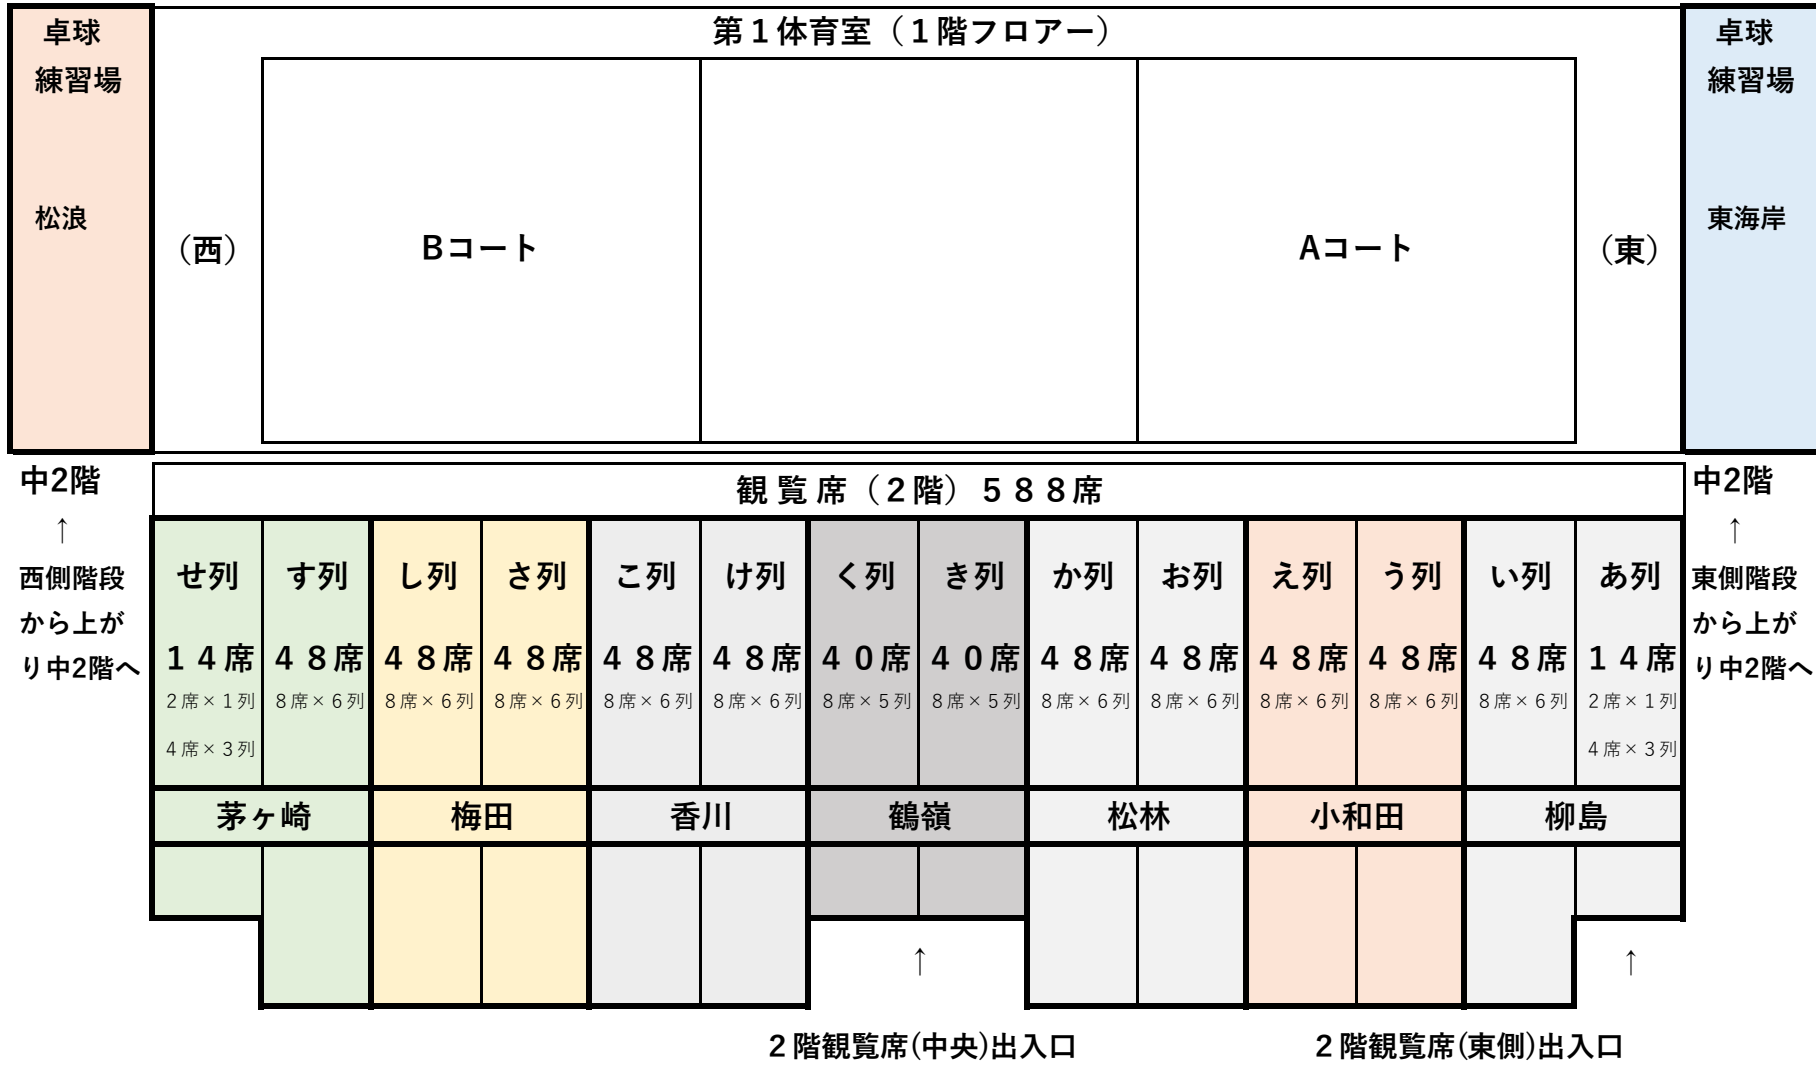 卓球
練習場
松浪
第１体育室（１階フロアー）
（西）
Bコート
Aコート
（東）
卓球
練習場
東海岸
中2階
↑
西側階段
から上が
り中2階へ
観 覧 席（２階）５８８席
中2階
↑
東側階段
から上が
り中2階へ
せ列 す列 し列 さ列 こ列 け列 く列 き列 か列 お列 え列 う列 い列 あ列
１４席 ４８席 ４８席 ４８席 ４８席 ４８席 ４０席 ４０席 ４８席 ４８席 ４８席 ４８席 ４８席 １４席
２席×１列 ８席×６列 ８席×６列 ８席×６列 ８席×６列 ８席×６列 ８席×５列 ８席×５列 ８席×６列 ８席×６列 ８席×６列 ８席×６列 ８席×６列 ２席×１列
４席×３列 ４席×３列
茅ヶ崎 梅田 香川 鶴嶺 松林 小和田 柳島
↑ ↑
２階観覧席(中央)出入口 ２階観覧席(東側)出入口